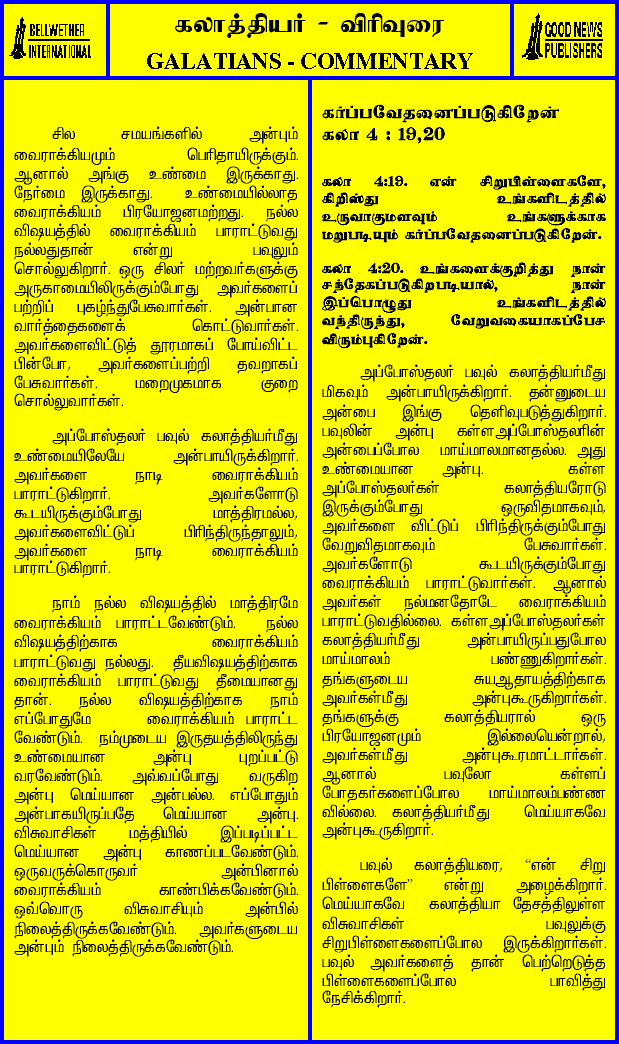 BELLWETHER
INTERNATIONAL
கலாத்தியர் - விரிவுரை
GALATIANS - COMMENTARY
GOOD NEWS
PUBLISHERS
சில சமயங்களில் அன்பும்
வைராக்கியமும் பெரிதாயிருக்கும்.
ஆனால் அங்கு உண்மை இருக்காது.
நேர்மை இருக்காது. உண்மையில்லாத
வைராக்கியம் பிரயோஜனமற்றது. நல்ல
விஷயத்தில் வைராக்கியம் பாராட்டுவது
நல்லதுதான் என்று பவுலும்
சொல்லுகிறார். ஒரு சிலர் மற்றவர்களுக்கு
அருகாமையிலிருக்கும்போது அவர்களைப்
பற்றிப் புகழ்ந்துபேசுவார்கள். அன்பான
வார்த்தைகளைக் கொட்டுவார்கள்.
அவர்களைவிட்டுத் தூரமாகப் போய்விட்ட
பின்போ, அவர்களைப்பற்றி தவறாகப்
பேசுவார்கள். மறைமுகமாக குறை
சொல்லுவார்கள்.
அப்போஸ்தலர் பவுல் கலாத்தியர்மீது
உண்மையிலேயே அன்பாயிருக்கிறார்.
அவர்களை நாடி வைராக்கியம்
பாராட்டுகிறார். அவர்களோடு
கூடயிருக்கும்போது மாத்திரமல்ல,
அவர்களைவிட்டுப் பிரிந்திருந்தாலும்,
அவர்களை நாடி வைராக்கியம்
பாராட்டுகிறார்.
நாம் நல்ல விஷயத்தில் மாத்திரமே
வைராக்கியம் பாராட்டவேண்டும். நல்ல
விஷயத்திற்காக வைராக்கியம்
பாராட்டுவது நல்லது. தீயவிஷயத்திற்காக
வைராக்கியம் பாராட்டுவது தீமையானது
தான். நல்ல விஷயத்திற்காக நாம்
எப்போதுமே வைராக்கியம் பாராட்ட
வேண்டும். நம்முடைய இருதயத்திலிருந்து
உண்மையான அன்பு புறப்பட்டு
வரவேண்டும். அவ்வப்போது வருகிற
அன்பு மெய்யான அன்பல்ல. எப்போதும்
அன்பாகயிருப்பதே மெய்யான அன்பு.
விசுவாசிகள் மத்தியில் இப்படிப்பட்ட
மெய்யான அன்பு காணப்படவேண்டும்.
ஒருவருக்கொருவர் அன்பினால்
வைராக்கியம் காண்பிக்கவேண்டும்.
ஒவ்வொரு விசுவாசியும் அன்பில்
நிலைத்திருக்கவேண்டும். அவர்களுடைய
அன்பும் நிலைத்திருக்கவேண்டும்.
கர்ப்பவேதனைப்படுகிறேன்
கலா 4 : 19,20
கலா 4:19. என் சிறுபிள்ளைகளே,
கிறிஸ்து உங்களிடத்தில்
உருவாகுமளவும் உங்களுக்காக
மறுபடியும் கர்ப்பவேதனைப்படுகிறேன்.
கலா 4:20. உங்களைக்குறித்து நான்
சந்தேகப்படுகிறபடியால், நான்
இப்பொழுது உங்களிடத்தில்
வந்திருந்து, வேறுவகையாகப்பேச
விரும்புகிறேன்.
அப்போஸ்தலர் பவுல் கலாத்தியர்மீது
மிகவும் அன்பாயிருக்கிறார். தன்னுடைய
அன்பை இங்கு தெளிவுபடுத்துகிறார்.
பவுலின் அன்பு கள்ளஅப்போஸ்தலரின்
அன்பைப்போல மாய்மாலமானதல்ல. அது
உண்மையான அன்பு. கள்ள
அப்போஸ்தலர்கள் கலாத்தியரோடு
இருக்கும்போது ஒருவிதமாகவும்,
அவர்களை விட்டுப் பிரிந்திருக்கும்போது
வேறுவிதமாகவும் பேசுவார்கள்.
அவர்களோடு கூடயிருக்கும்போது
வைராக்கியம் பாராட்டுவார்கள். ஆனால்
அவர்கள் நல்மனதோடே வைராக்கியம்
பாராட்டுவதில்லை. கள்ளஅப்போஸ்தலர்கள்
கலாத்தியர்மீது அன்பாயிருப்பதுபோல
மாய்மாலம் பண்ணுகிறார்கள்.
தங்களுடைய சுயஆதாயத்திற்காக
அவர்கள்மீது அன்புகூருகிறார்கள்.
தங்களுக்கு கலாத்தியரால் ஒரு
பிரயோஜனமும் இல்லையென்றால்,
அவர்கள்மீது அன்புகூரமாட்டார்கள்.
ஆனால் பவுலோ கள்ளப்
போதகர்களைப்போல மாய்மாலம்பண்ண
வில்லை. கலாத்தியர்மீது மெய்யாகவே
அன்புகூருகிறார்.
பவுல் கலாத்தியரை, “என் சிறு
பிள்ளைகளே” என்று அழைக்கிறார்.
மெய்யாகவே கலாத்தியா தேசத்திலுள்ள
விசுவாசிகள் பவுலுக்கு
சிறுபிள்ளைகளைப்போல இருக்கிறார்கள்.
பவுல் அவர்களைத் தான் பெற்றெடுத்த
பிள்ளைகளைப்போல பாவித்து
நேசிக்கிறார்.